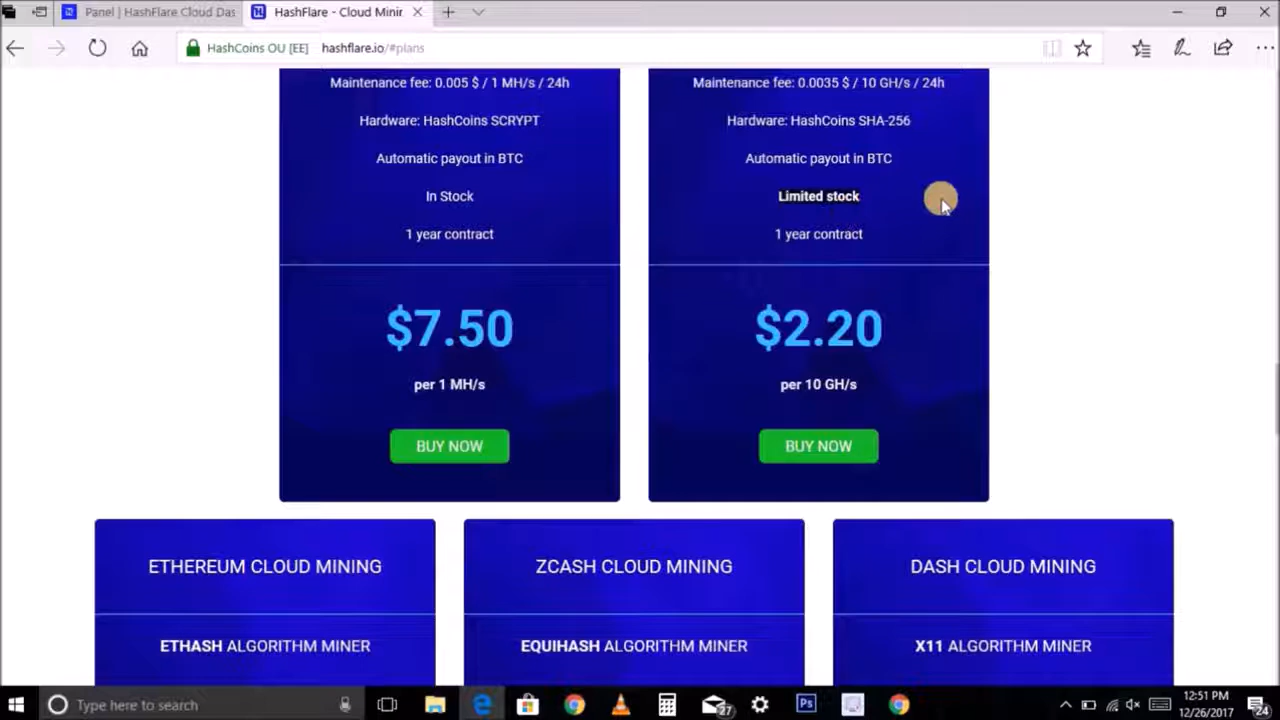 Panel | HashFlare Cloud Das
HashFlare - Cloud Minir
HashCoins OU [EE]
hashflare.io/#plans
Maintenance fee: 0.005 $ / 1 MH/s / 24h
Hardware: HashCoins SCRYPT
Automatic payout in BTC
In Stock
1 year contract
$7.50
per 1 MH/s
BUY NOW
Maintenance fee: 0.0035 $ / 10 GH/s / 24h
Hardware: HashCoins SHA-256
Automatic payout in BTC
Limited stock
1 year contract
$2.20
per 10 GH/s
BUY NOW
ETHEREUM CLOUD MINING
ETHASH ALGORITHM MINER
ZCASH CLOUD MINING
EQUIHASH ALGORITHM MINER
DASH CLOUD MINING
X11 ALGORITHM MINER
Type here to search
27
Ps
12:51 PM
12/26/2017
24